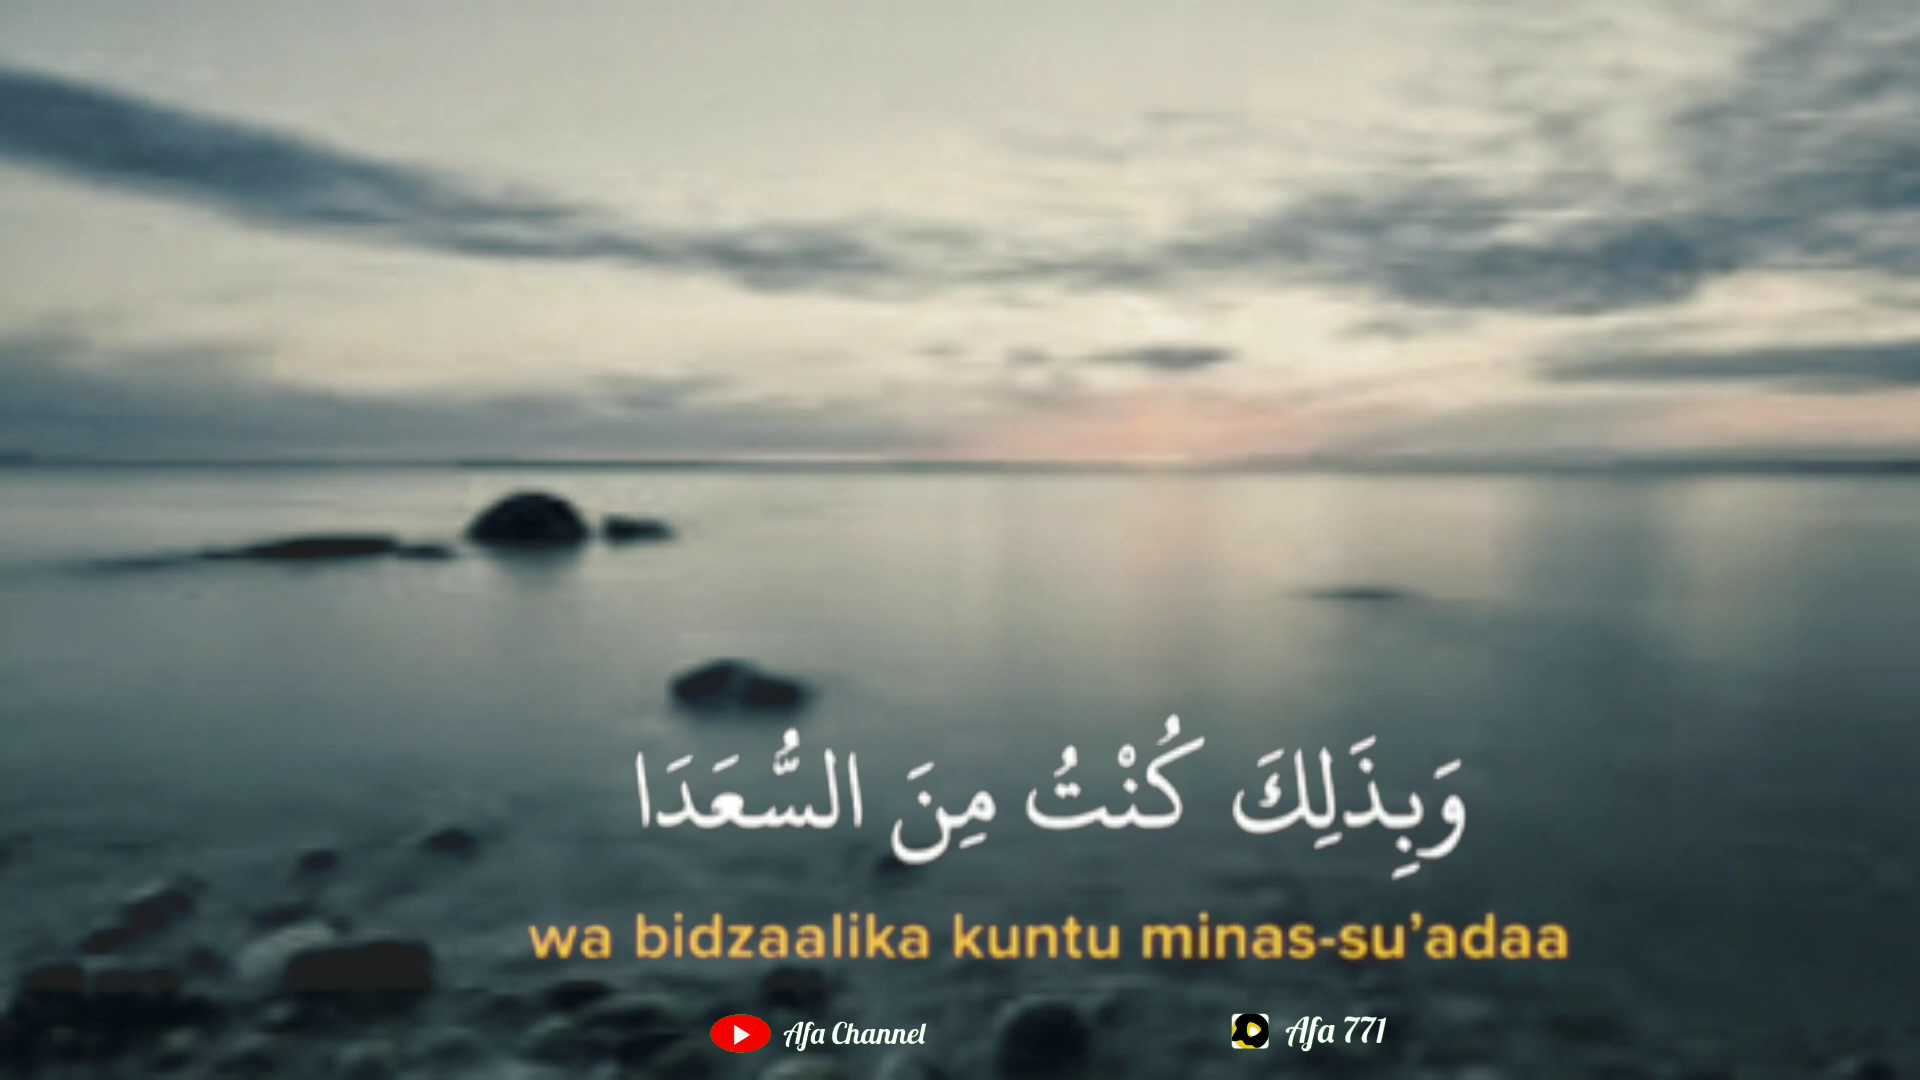 وَبِذَلِكَ كُنْتُ مِنَ السُّعَدَا
wa bidzaalika kuntu minas-su’adaa
Afa Channel
Afa 771